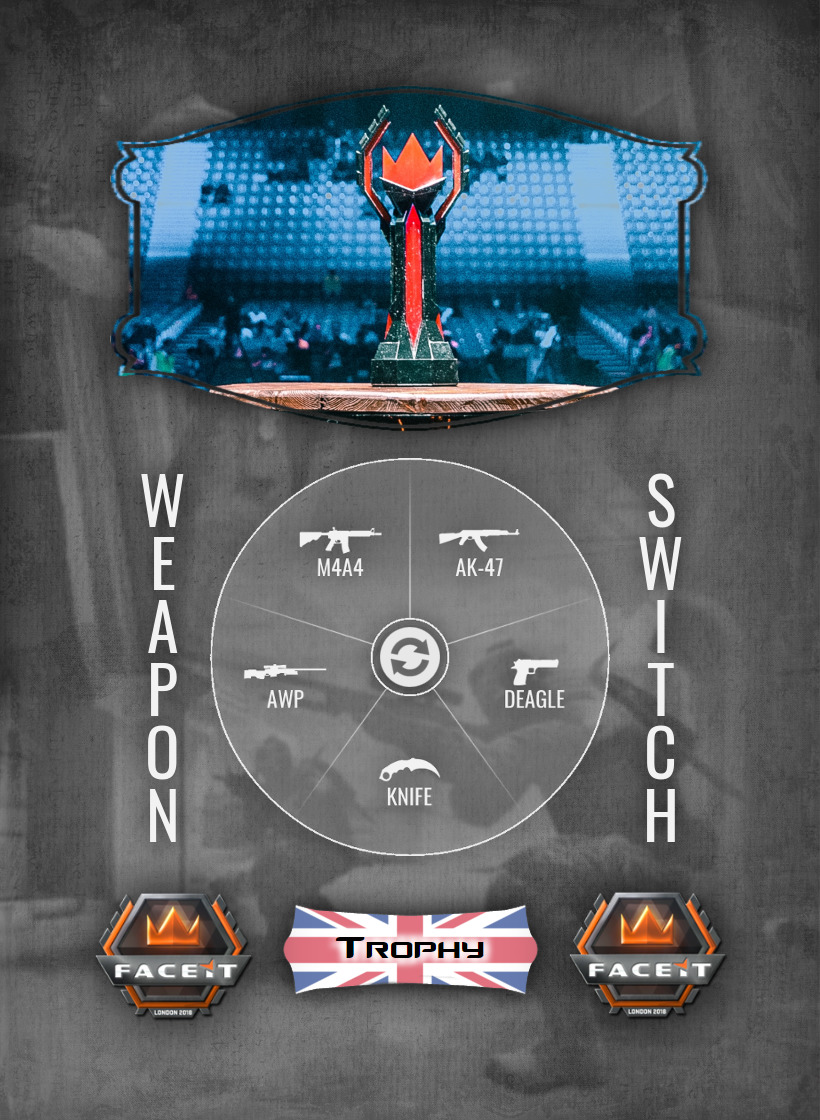 WEAPON
SWITCH
M4A4
AK-47
AWP
DEAGLE
KNIFE
FACEIT
LONDON 2018
Trophy
FACEIT
LONDON 2018